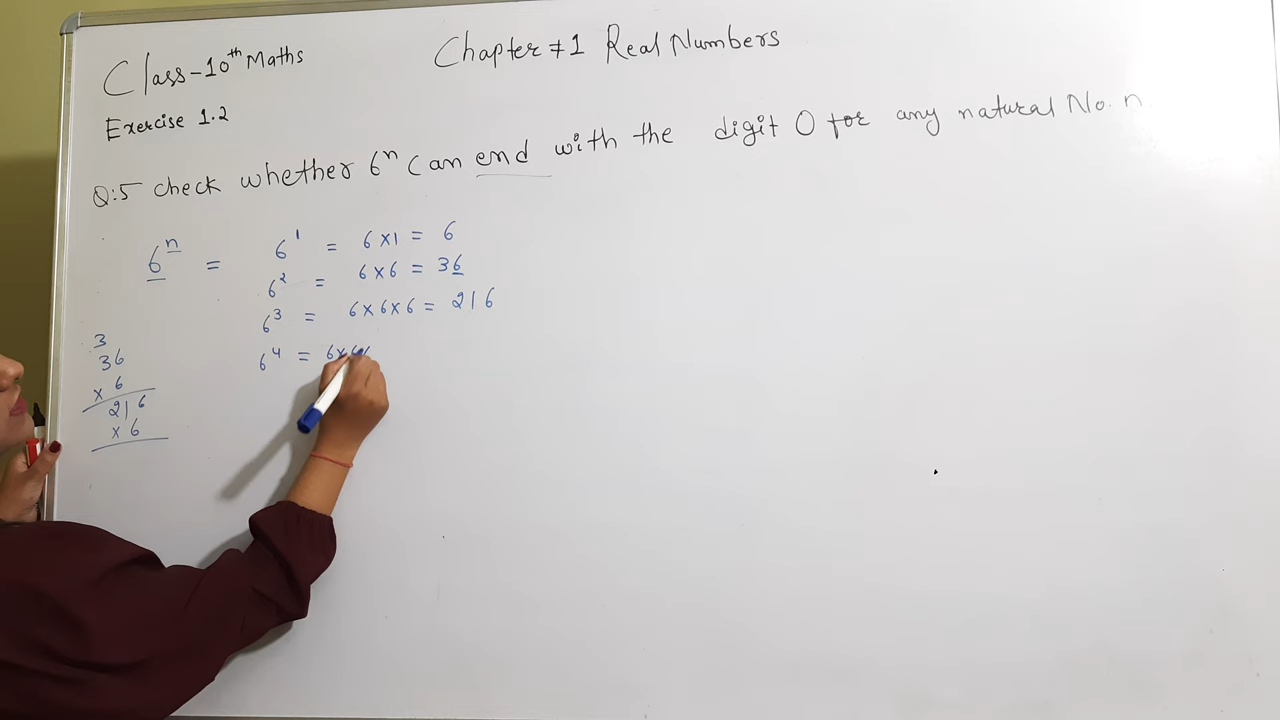 Class-10th Maths Chapter≠1 Real Numbers
Exercise 1.2
Q:5 check whether 6ⁿ Can end with the digit 0 for any natural No. n.
6ⁿ = 6¹ = 6×1 = 6
6² = 6×6 = 36
6³ = 6×6×6 = 216
6⁴ = 6×6
3
36
×6
216
×6